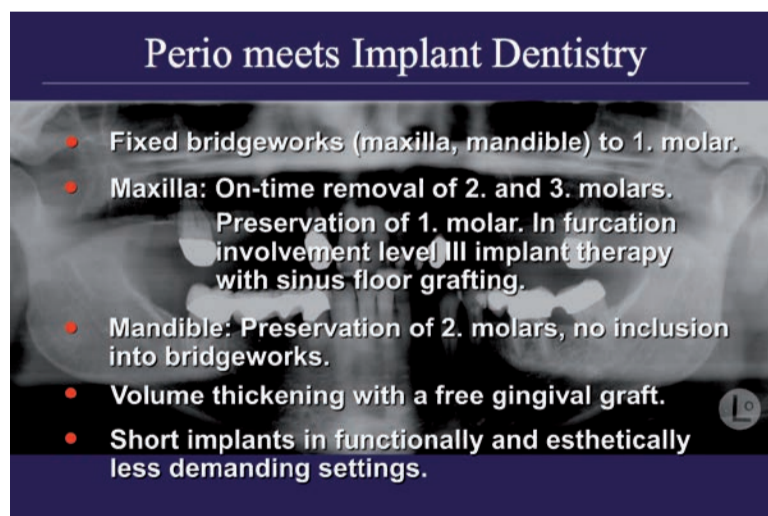 Perio meets Implant Dentistry
Fixed bridgeworks (maxilla, mandible) to 1. molar.
Maxilla: On-time removal of 2. and 3. molars.
Preservation of 1. molar. In furcation
involvement level III implant therapy
with sinus floor grafting.
Mandible: Preservation of 2. molars, no inclusion
into bridgeworks.
Volume thickening with a free gingival graft.
Short implants in functionally and esthetically
less demanding settings.
L